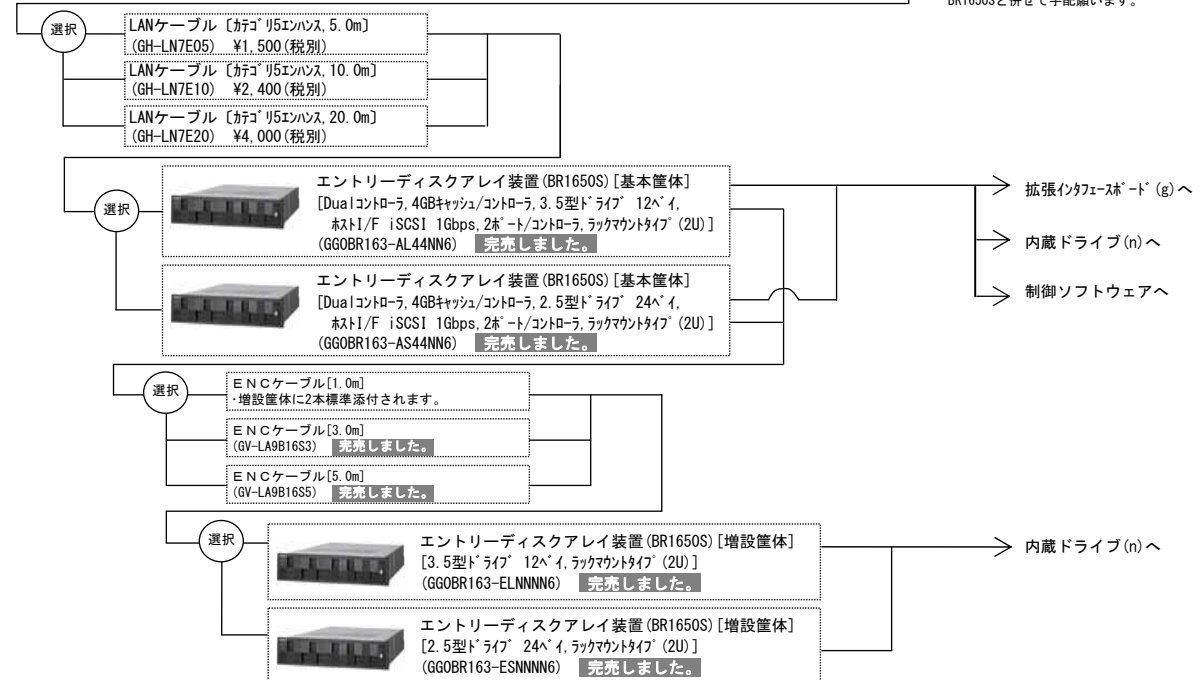 BR1650Sと併せて手配願います。
選択
LANケーブル〔ｶﾃｺﾞﾘ5ｴﾝﾊﾝｽ,5.0m〕
(GH-LN7E05) ¥1,500(税別)
LANケーブル〔ｶﾃｺﾞﾘ5ｴﾝﾊﾝｽ,10.0m〕
(GH-LN7E10) ¥2,400(税別)
LANケーブル〔ｶﾃｺﾞﾘ5ｴﾝﾊﾝｽ,20.0m〕
(GH-LN7E20) ¥4,000(税別)
選択
エントリーディスクアレイ装置(BR1650S)[基本筐体]
[Dualｺﾝﾄﾛｰﾗ,4GBｷｬｯｼｭ/ｺﾝﾄﾛｰﾗ,3.5型ﾄﾞﾗｲﾌﾞ 12ﾍﾞｲ,
ﾎｽﾄI/F iSCSI 1Gbps,2ﾎﾟｰﾄ/ｺﾝﾄﾛｰﾗ,ﾗｯｸﾏｳﾝﾄﾀｲﾌﾟ(2U)]
(GG0BR163-AL44NN6) 完売しました。
エントリーディスクアレイ装置(BR1650S)[基本筐体]
[Dualｺﾝﾄﾛｰﾗ,4GBｷｬｯｼｭ/ｺﾝﾄﾛｰﾗ,2.5型ﾄﾞﾗｲﾌﾞ 24ﾍﾞｲ,
ﾎｽﾄI/F iSCSI 1Gbps,2ﾎﾟｰﾄ/ｺﾝﾄﾛｰﾗ,ﾗｯｸﾏｳﾝﾄﾀｲﾌﾟ(2U)]
(GG0BR163-AS44NN6) 完売しました。
拡張ｲﾝﾀﾌｪｰｽﾎﾞｰﾄﾞ(g)へ
内蔵ドライブ(n)へ
制御ソフトウェアへ
選択
ＥＮＣケーブル[1.0m]
･増設筐体に2本標準添付されます。
ＥＮＣケーブル[3.0m]
(GV-LA9B16S3) 完売しました。
ＥＮＣケーブル[5.0m]
(GV-LA9B16S5) 完売しました。
選択
エントリーディスクアレイ装置(BR1650S)[増設筐体]
[3.5型ﾄﾞﾗｲﾌﾞ 12ﾍﾞｲ,ﾗｯｸﾏｳﾝﾄﾀｲﾌﾟ(2U)]
(GG0BR163-ELNNNN6) 完売しました。
エントリーディスクアレイ装置(BR1650S)[増設筐体]
[2.5型ﾄﾞﾗｲﾌﾞ 24ﾍﾞｲ,ﾗｯｸﾏｳﾝﾄﾀｲﾌﾟ(2U)]
(GG0BR163-ESNNNN6) 完売しました。
内蔵ドライブ(n)へ